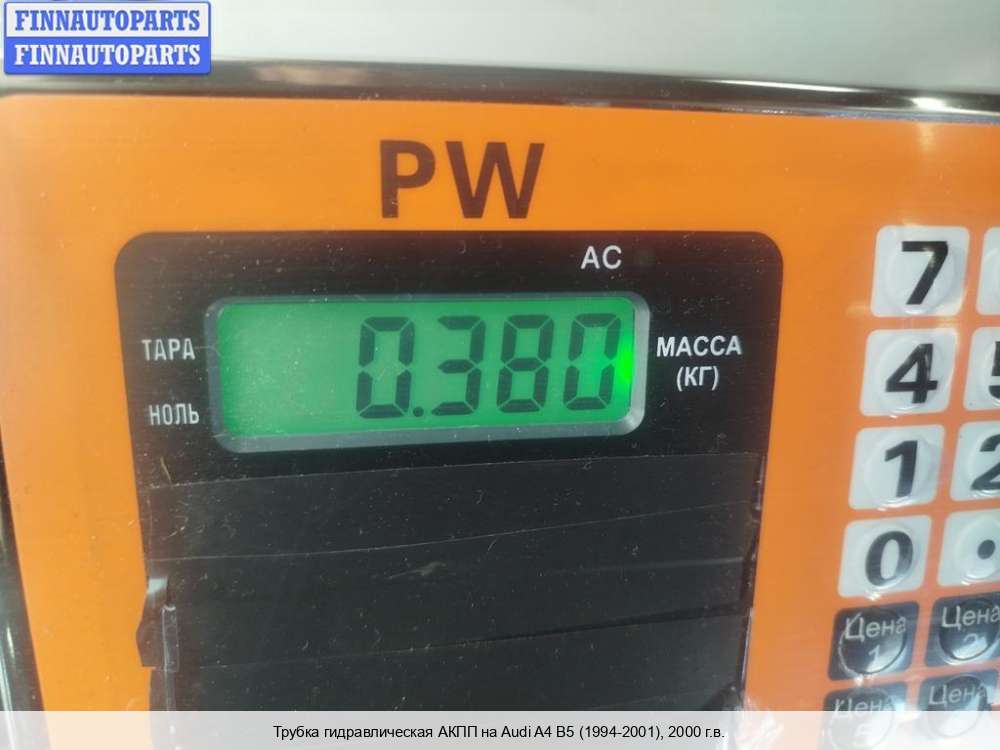 FINNAUTOPARTS
FINNAUTOPARTS
PW
AC
ТАРА
0.380
МАССА
(КГ)
НОЛЬ
7
4
1 2
0 .
Цена 1
Цена 2
Цена
Трубка гидравлическая АКПП на Audi A4 B5 (1994-2001), 2000 г.в.